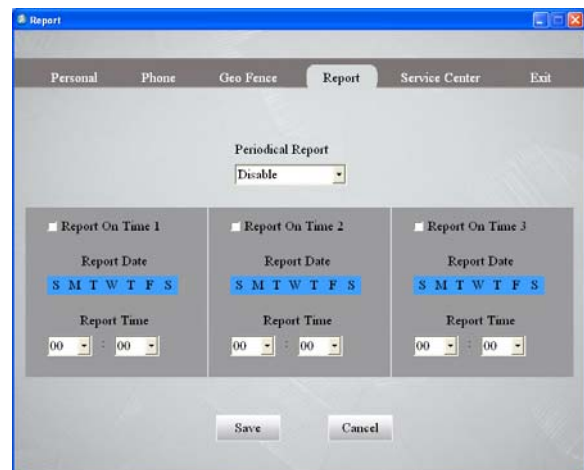 Report
Personal Phone Geo Fence Report Service Center Exit
Periodical Report
Disable
Report On Time 1 Report On Time 2 Report On Time 3
Report Date Report Date Report Date
S M T W T F S S M T W T F S S M T W T F S
Report Time Report Time Report Time
00 : 00 00 : 00 00 : 00
Save Cancel